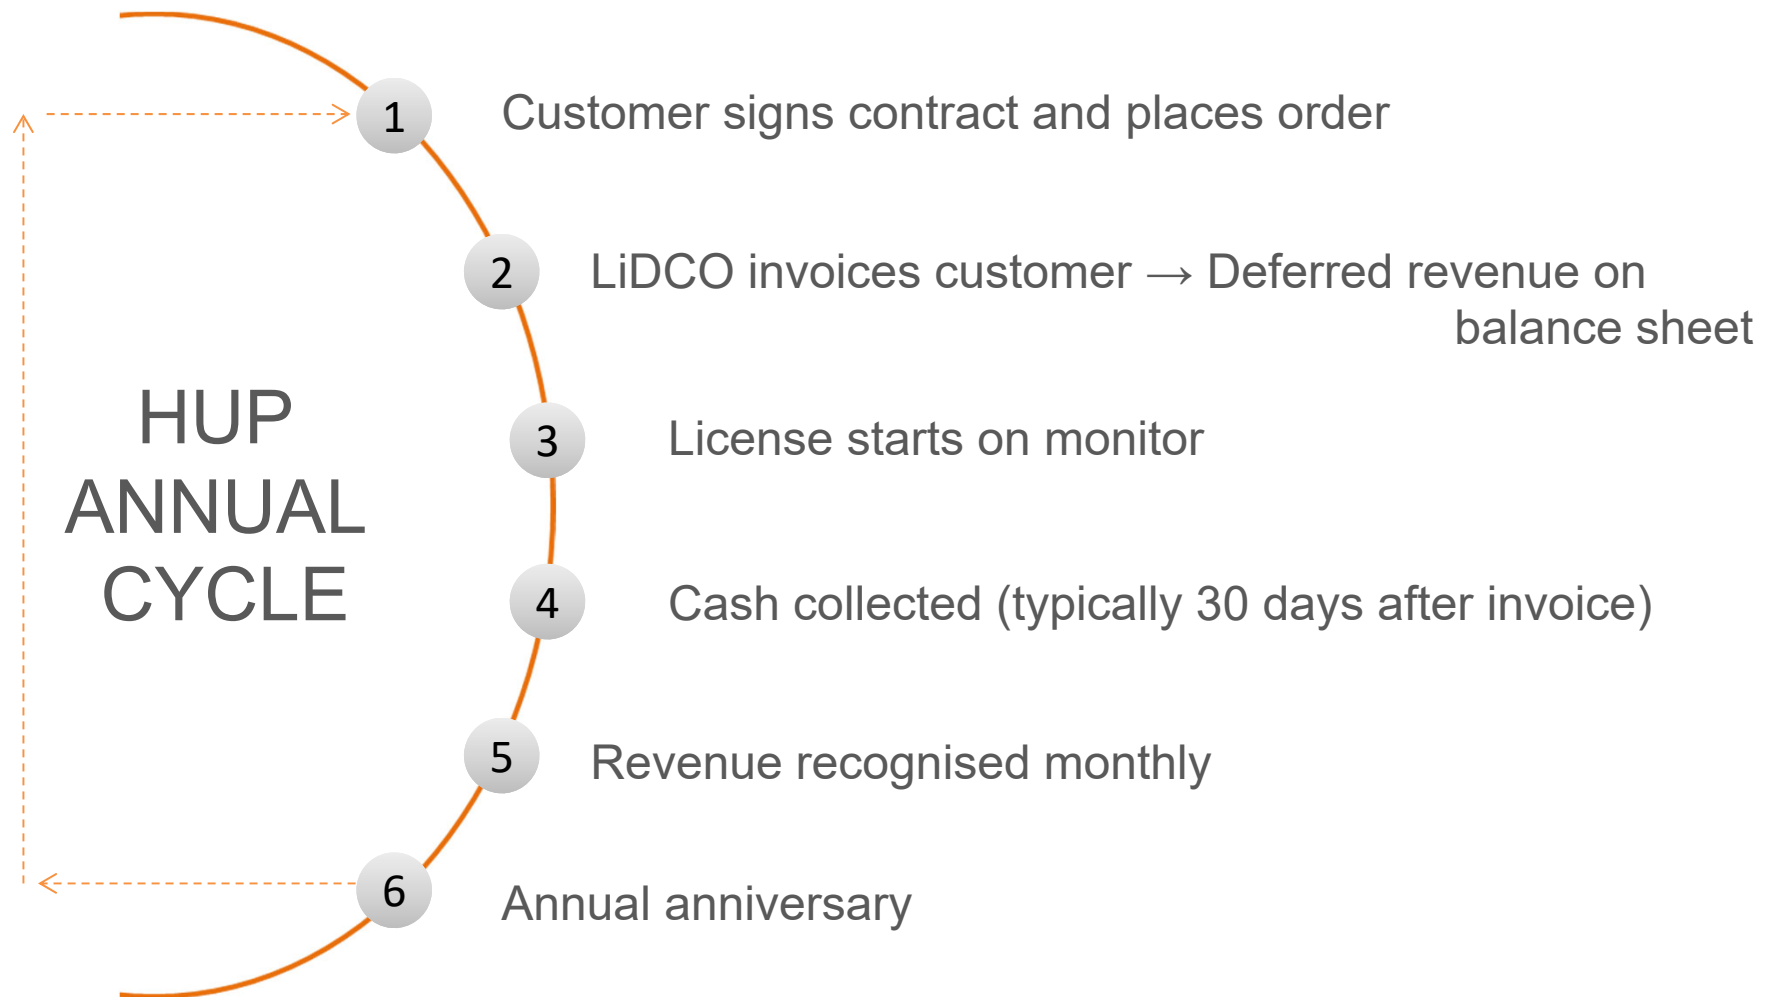 1 Customer signs contract and places order
2 LiDCO invoices customer → Deferred revenue on
balance sheet
3 License starts on monitor
HUP
ANNUAL
CYCLE
4 Cash collected (typically 30 days after invoice)
5 Revenue recognised monthly
6 Annual anniversary